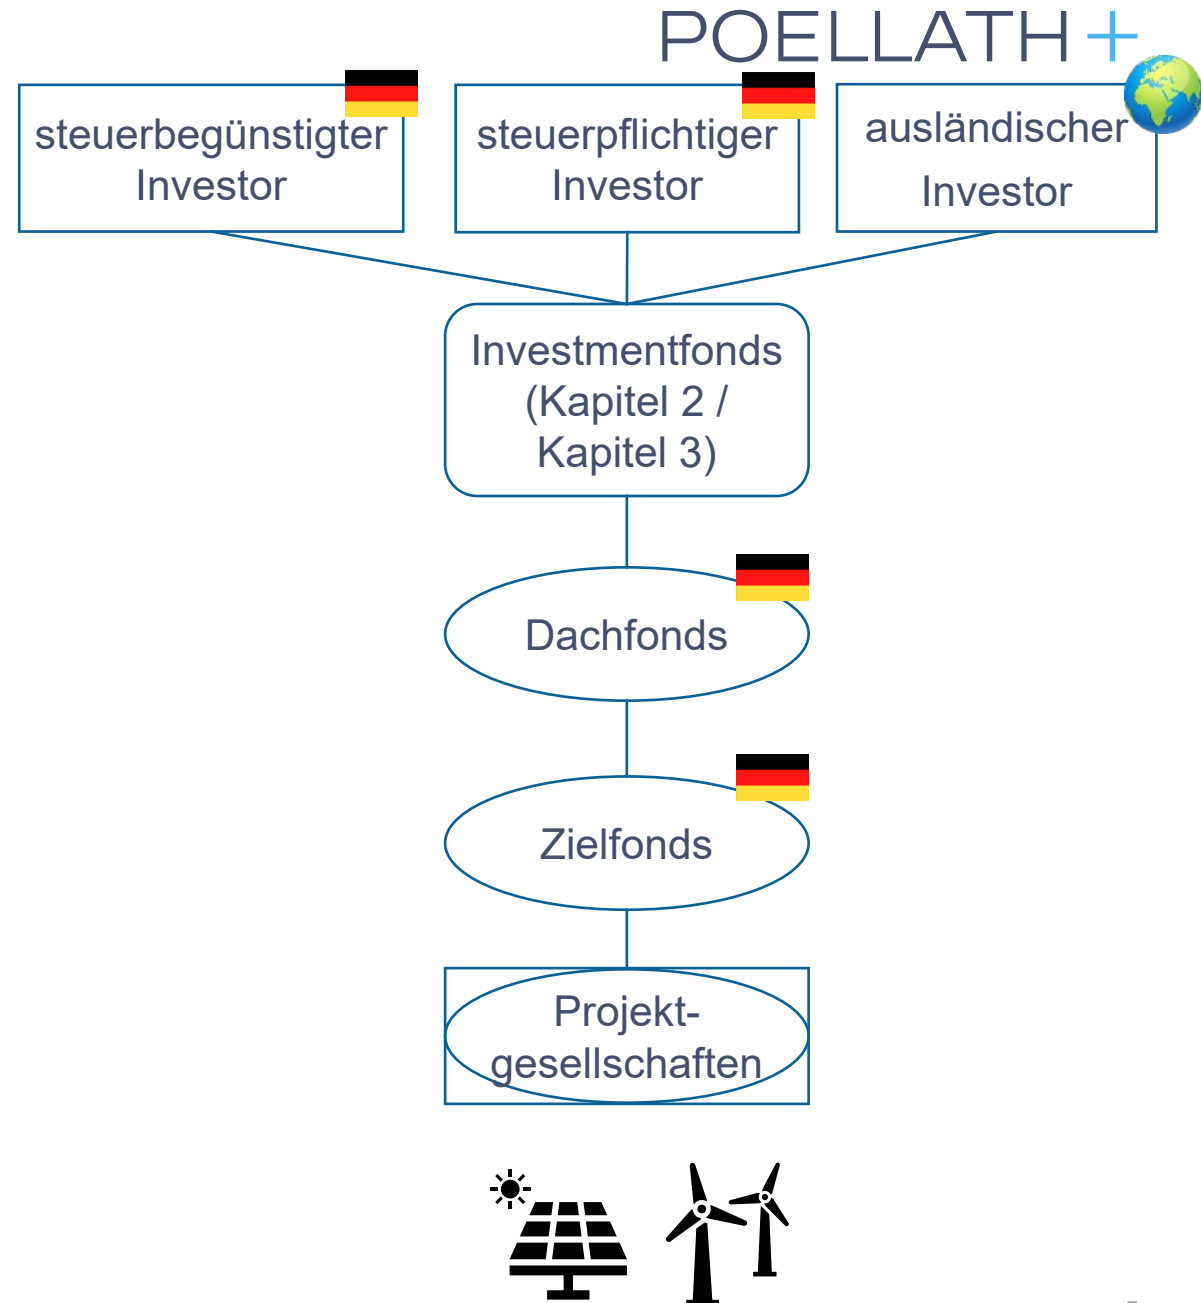 POELLATH+
steuerbegünstigter
Investor
steuerpflichtiger
Investor
ausländischer
Investor
Investmentfonds
(Kapitel 2 /
Kapitel 3)
Dachfonds
Zielfonds
Projekt-
gesellschaften